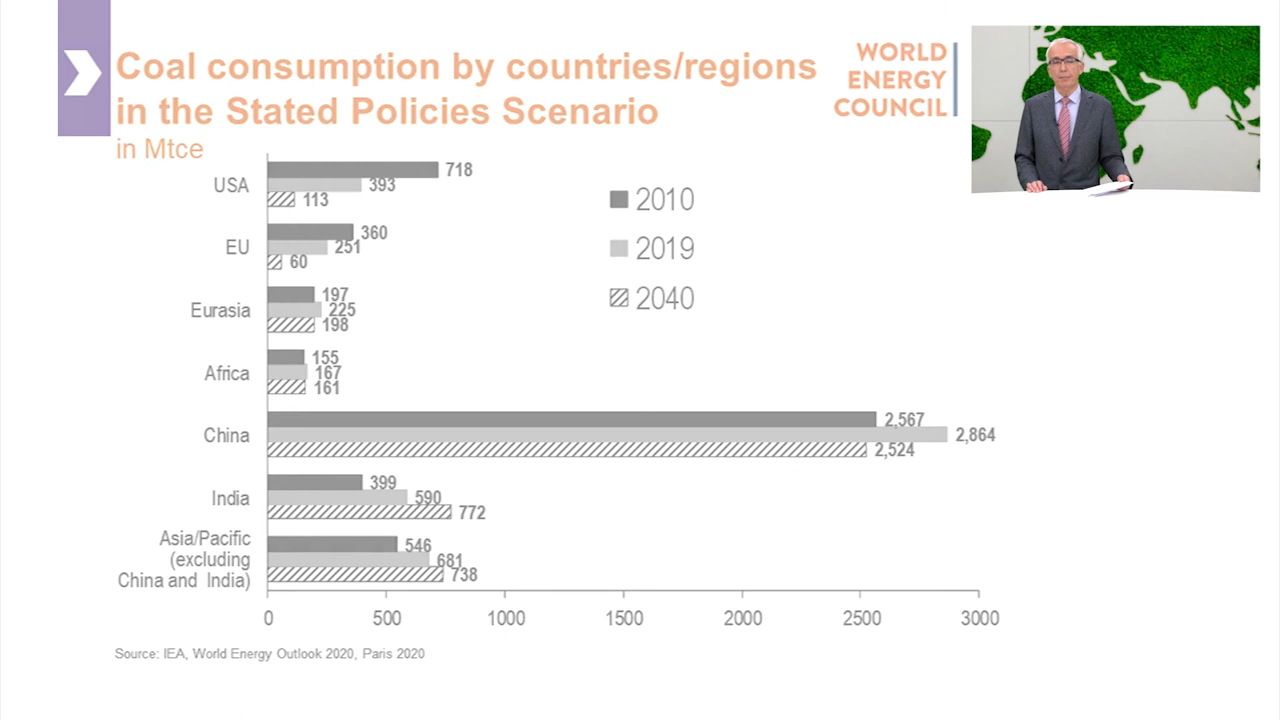 Coal consumption by countries/regions
in the Stated Policies Scenario
in Mtce
WORLD
ENERGY
COUNCIL
USA
718
393
113
EU
360
251
60
Eurasia
197
225
198
Africa
155
167
161
China
2,567
2,864
2,524
India
399
590
772
Asia/Pacific
(excluding
China and India)
546
681
738
2010
2019
2040
0 500 1000 1500 2000 2500 3000
Source: IEA, World Energy Outlook 2020, Paris 2020